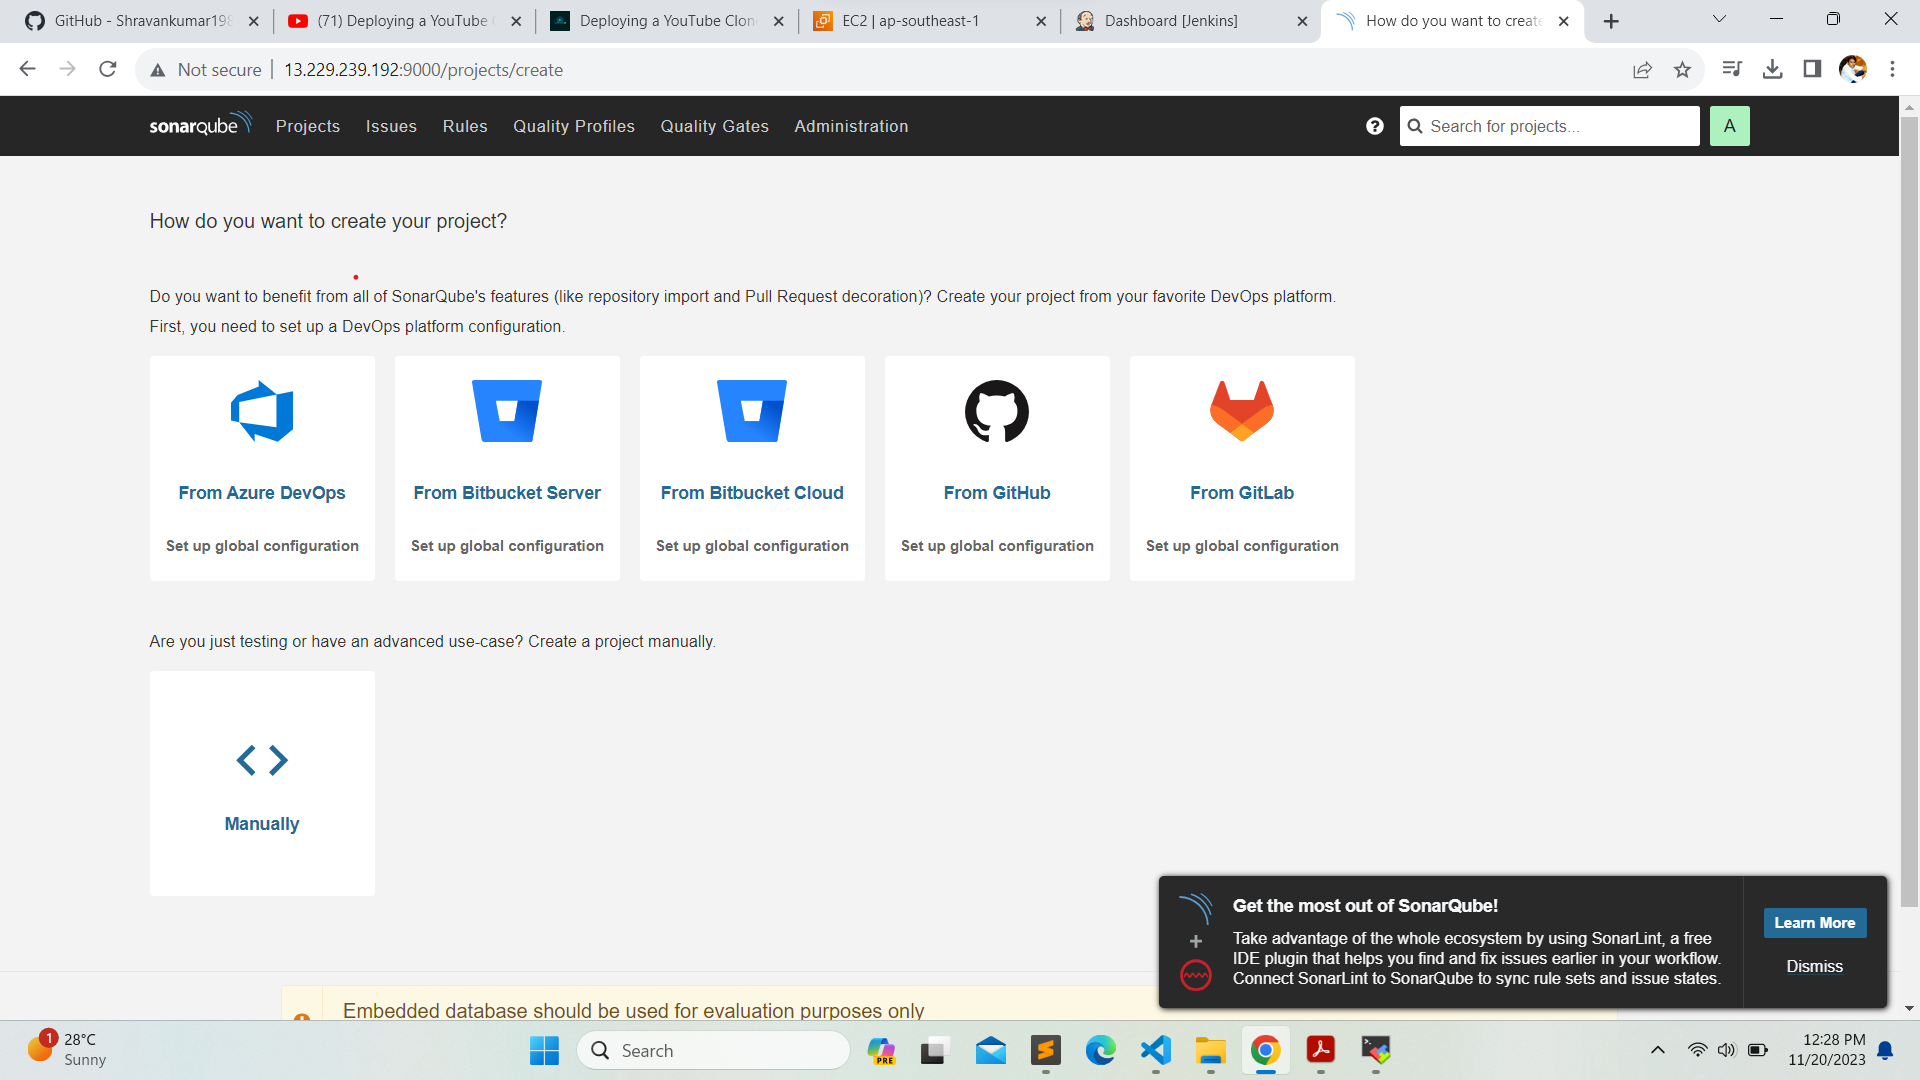 GitHub - Shravankumar198
(71) Deploying a YouTube C
Deploying a YouTube Clon
EC2 | ap-southeast-1
Dashboard [Jenkins]
How do you want to create
Not secure
13.229.239.192:9000/projects/create
sonarqube
Projects
Issues
Rules
Quality Profiles
Quality Gates
Administration
Search for projects...
A
How do you want to create your project?
Do you want to benefit from all of SonarQube's features (like repository import and Pull Request decoration)? Create your project from your favorite DevOps platform.
First, you need to set up a DevOps platform configuration.
From Azure DevOps
From Bitbucket Server
From Bitbucket Cloud
From GitHub
From GitLab
Set up global configuration
Set up global configuration
Set up global configuration
Set up global configuration
Set up global configuration
Are you just testing or have an advanced use-case? Create a project manually.
Manually
Get the most out of SonarQube!
Take advantage of the whole ecosystem by using SonarLint, a free
IDE plugin that helps you find and fix issues earlier in your workflow.
Connect SonarLint to SonarQube to sync rule sets and issue states.
Learn More
Dismiss
Embedded database should be used for evaluation purposes only
1
28°C
Sunny
Search
PRE
12:28 PM
11/20/2023